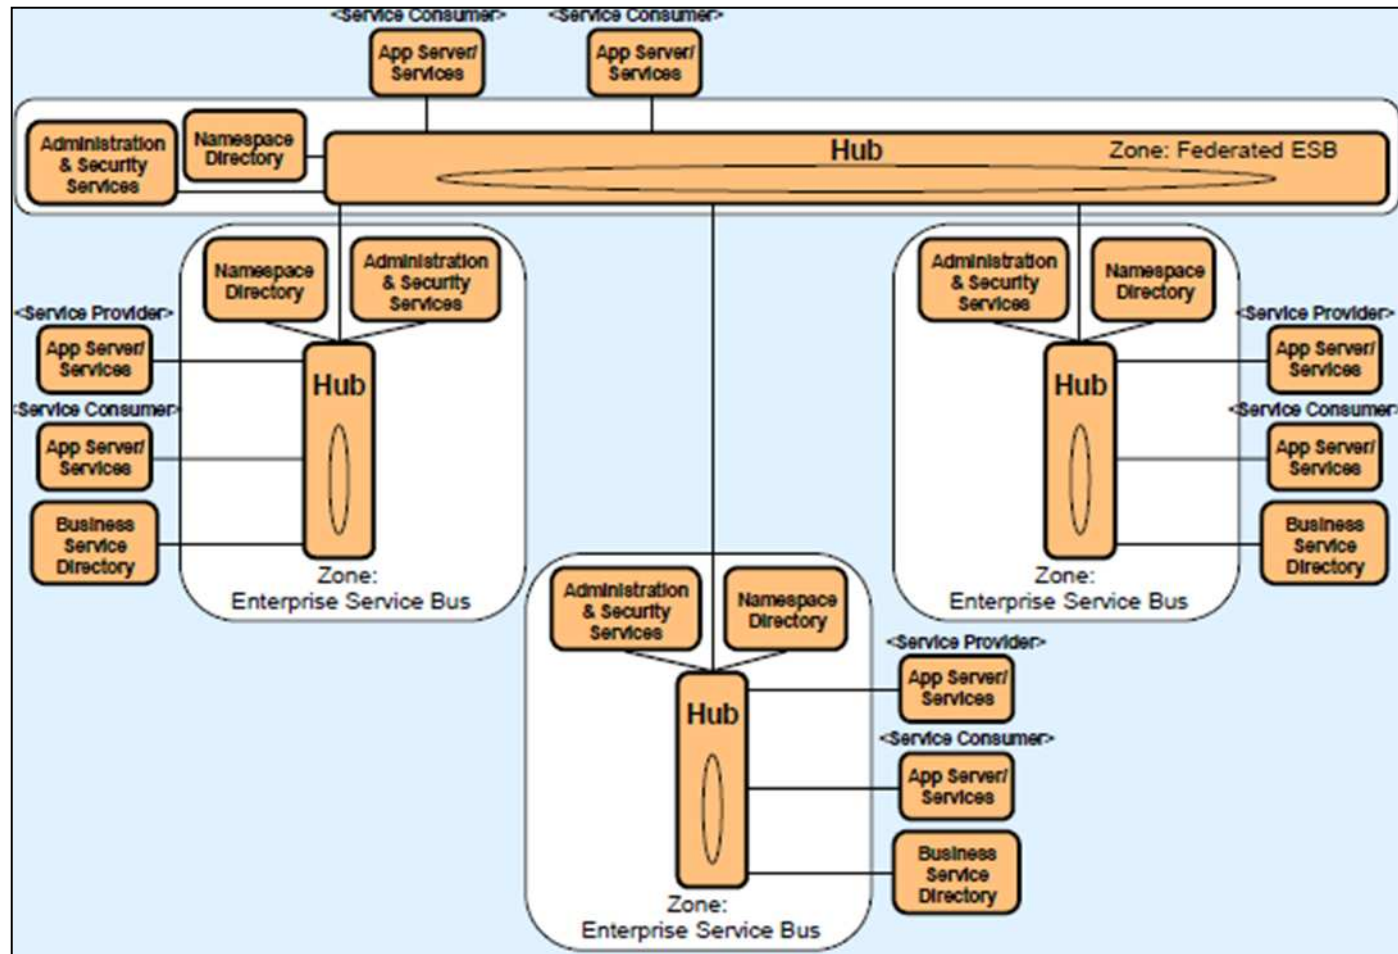 <Service Consumer>
App Server/
Services
<Service Consumer>
App Server/
Services
Administration
& Security
Services
Namespace
Directory
Hub
Zone: Federated ESB
Namespace
Directory
Administration
& Security
Services
<Service Provider>
App Server/
Services
<Service Consumer>
App Server/
Services
Business
Service
Directory
Hub
Zone:
Enterprise Service Bus
Administration
& Security
Services
Namespace
Directory
Hub
<Service Provider>
App Server/
Services
<Service Consumer>
App Server/
Services
Business
Service
Directory
Zone:
Enterprise Service Bus
Administration
& Security
Services
Namespace
Directory
Hub
<Service Provider>
App Server/
Services
<Service Consumer>
App Server/
Services
Business
Service
Directory
Zone:
Enterprise Service Bus